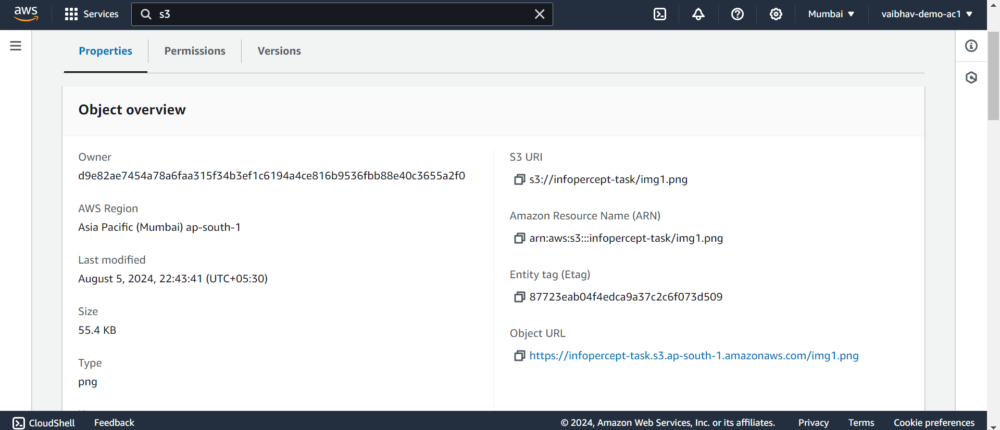 aws
Services
s3
Mumbai
vaibhav-demo-ac1
Properties
Permissions
Versions
Object overview
Owner
d9e82ae7454a78a6faa315f34b3ef1c6194a4ce816b9536fbb88e40c3655a2f0
AWS Region
Asia Pacific (Mumbai) ap-south-1
Last modified
August 5, 2024, 22:43:41 (UTC+05:30)
Size
55.4 KB
Type
png
S3 URI
s3://infopercept-task/img1.png
Amazon Resource Name (ARN)
arn:aws:s3:::infopercept-task/img1.png
Entity tag (Etag)
87723eab04f4edca9a37c2c6f073d509
Object URL
https://infopercept-task.s3.ap-south-1.amazonaws.com/img1.png
CloudShell
Feedback
© 2024, Amazon Web Services, Inc. or its affiliates.
Privacy
Terms
Cookie preferences